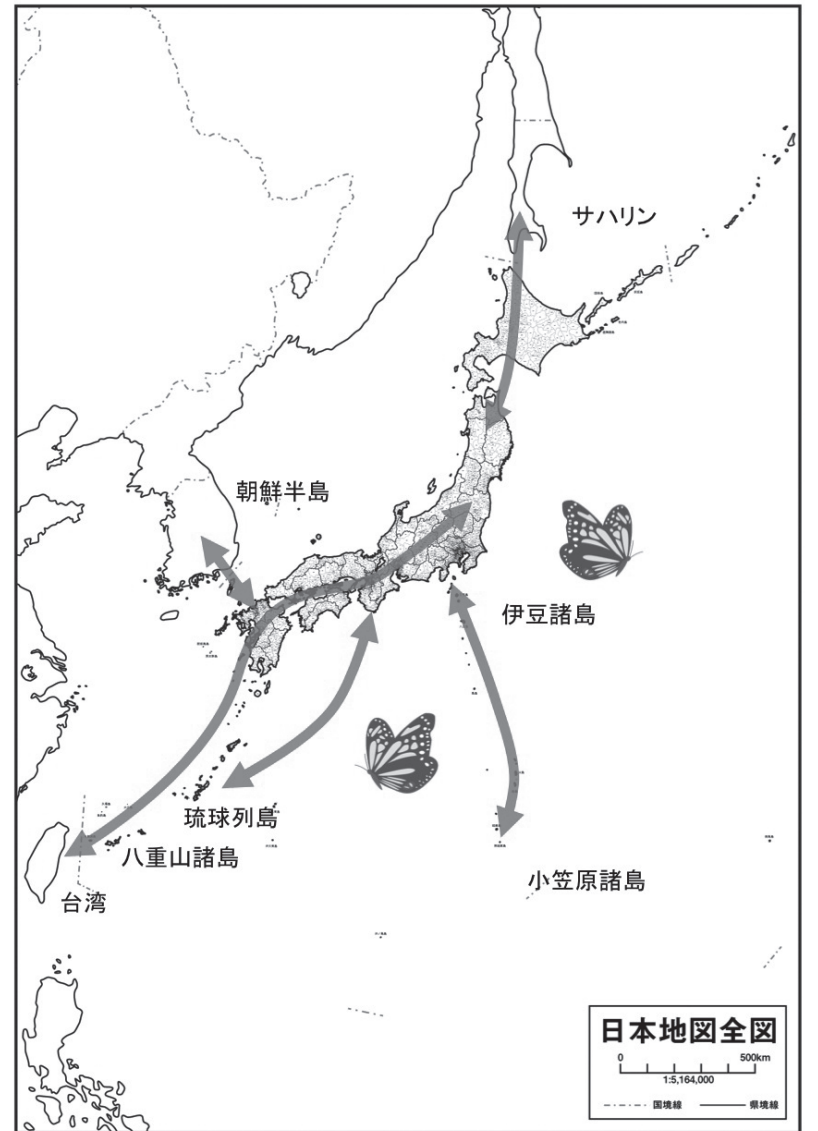 サハリン
朝鮮半島
伊豆諸島
琉球列島
八重山諸島
小笠原諸島
台湾
日本地図全図
0 500km
1:5,164,000
国境線 県境線